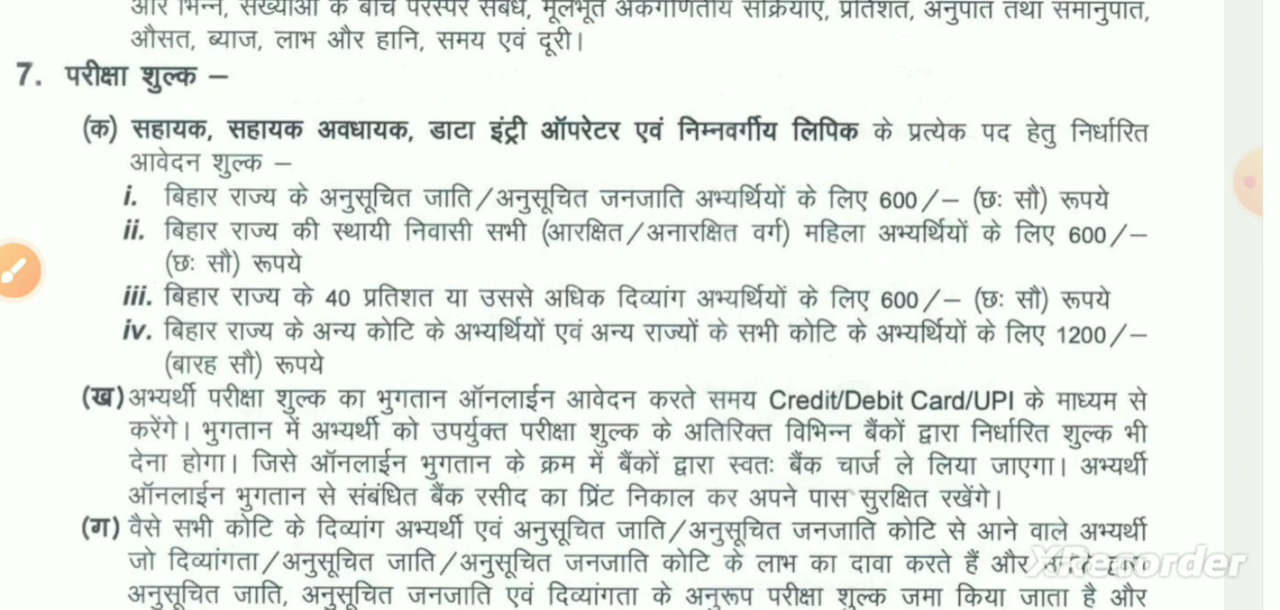 और भिन्न, संख्याओं के बीच परस्पर संबंध, मूलभूत अंकगणितीय संक्रियाएं, प्रतिशत, अनुपात तथा समानुपात,
औसत, ब्याज, लाभ और हानि, समय एवं दूरी।
7. परीक्षा शुल्क –
(क) सहायक, सहायक अवधायक, डाटा इंट्री ऑपरेटर एवं निम्नवर्गीय लिपिक के प्रत्येक पद हेतु निर्धारित
आवेदन शुल्क –
i. बिहार राज्य के अनुसूचित जाति/अनुसूचित जनजाति अभ्यर्थियों के लिए 600/– (छः सौ) रूपये
ii. बिहार राज्य की स्थायी निवासी सभी (आरक्षित/अनारक्षित वर्ग) महिला अभ्यर्थियों के लिए 600/–
(छः सौ) रूपये
iii. बिहार राज्य के 40 प्रतिशत या उससे अधिक दिव्यांग अभ्यर्थियों के लिए 600/– (छः सौ) रूपये
iv. बिहार राज्य के अन्य कोटि के अभ्यर्थियों एवं अन्य राज्यों के सभी कोटि के अभ्यर्थियों के लिए 1200/–
(बारह सौ) रूपये
(ख) अभ्यर्थी परीक्षा शुल्क का भुगतान ऑनलाईन आवेदन करते समय Credit/Debit Card/UPI के माध्यम से
करेंगे। भुगतान में अभ्यर्थी को उपर्युक्त परीक्षा शुल्क के अतिरिक्त विभिन्न बैंकों द्वारा निर्धारित शुल्क भी
देना होगा। जिसे ऑनलाईन भुगतान के क्रम में बैंकों द्वारा स्वतः बैंक चार्ज ले लिया जाएगा। अभ्यर्थी
ऑनलाईन भुगतान से संबंधित बैंक रसीद का प्रिंट निकाल कर अपने पास सुरक्षित रखेंगे।
(ग) वैसे सभी कोटि के दिव्यांग अभ्यर्थी एवं अनुसूचित जाति/अनुसूचित जनजाति कोटि से आने वाले अभ्यर्थी
जो दिव्यांगता/अनुसूचित जाति/अनुसूचित जनजाति कोटि के लाभ का दावा करते हैं और
XRecorder
अनुसूचित जाति, अनुसूचित जनजाति एवं दिव्यांगता के अनुरूप परीक्षा शुल्क जमा किया जाता है और